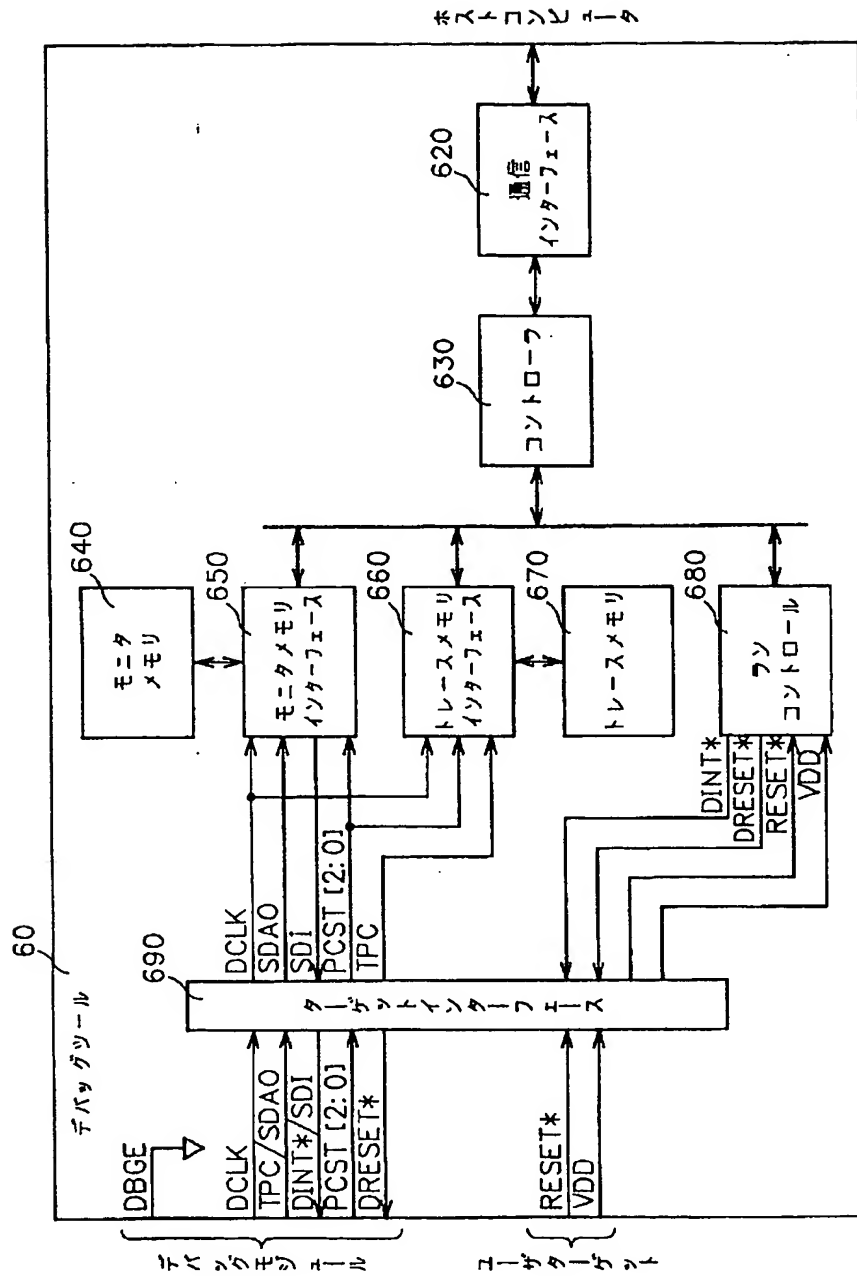 ホストコンピュータ
60
デバッグツール
620
通信
インターフェース
630
コントローラ
640
モニタ
メモリ
650
モニタメモリ
インターフェース
660
トレースメモリ
インターフェース
670
トレースメモリ
680
ラン
コントロール
DINT*
DRESET*
RESET*
VDD
690
ターゲットインターフェース
DCLK
SDAO
SDI
PCST [2:0]
TPC
DBGE
DCLK
TPC/SDAO
DINT*/SDI
PCST [2:0]
DRESET*
RESET*
VDD
デバッグモジュール
ユーザターゲット